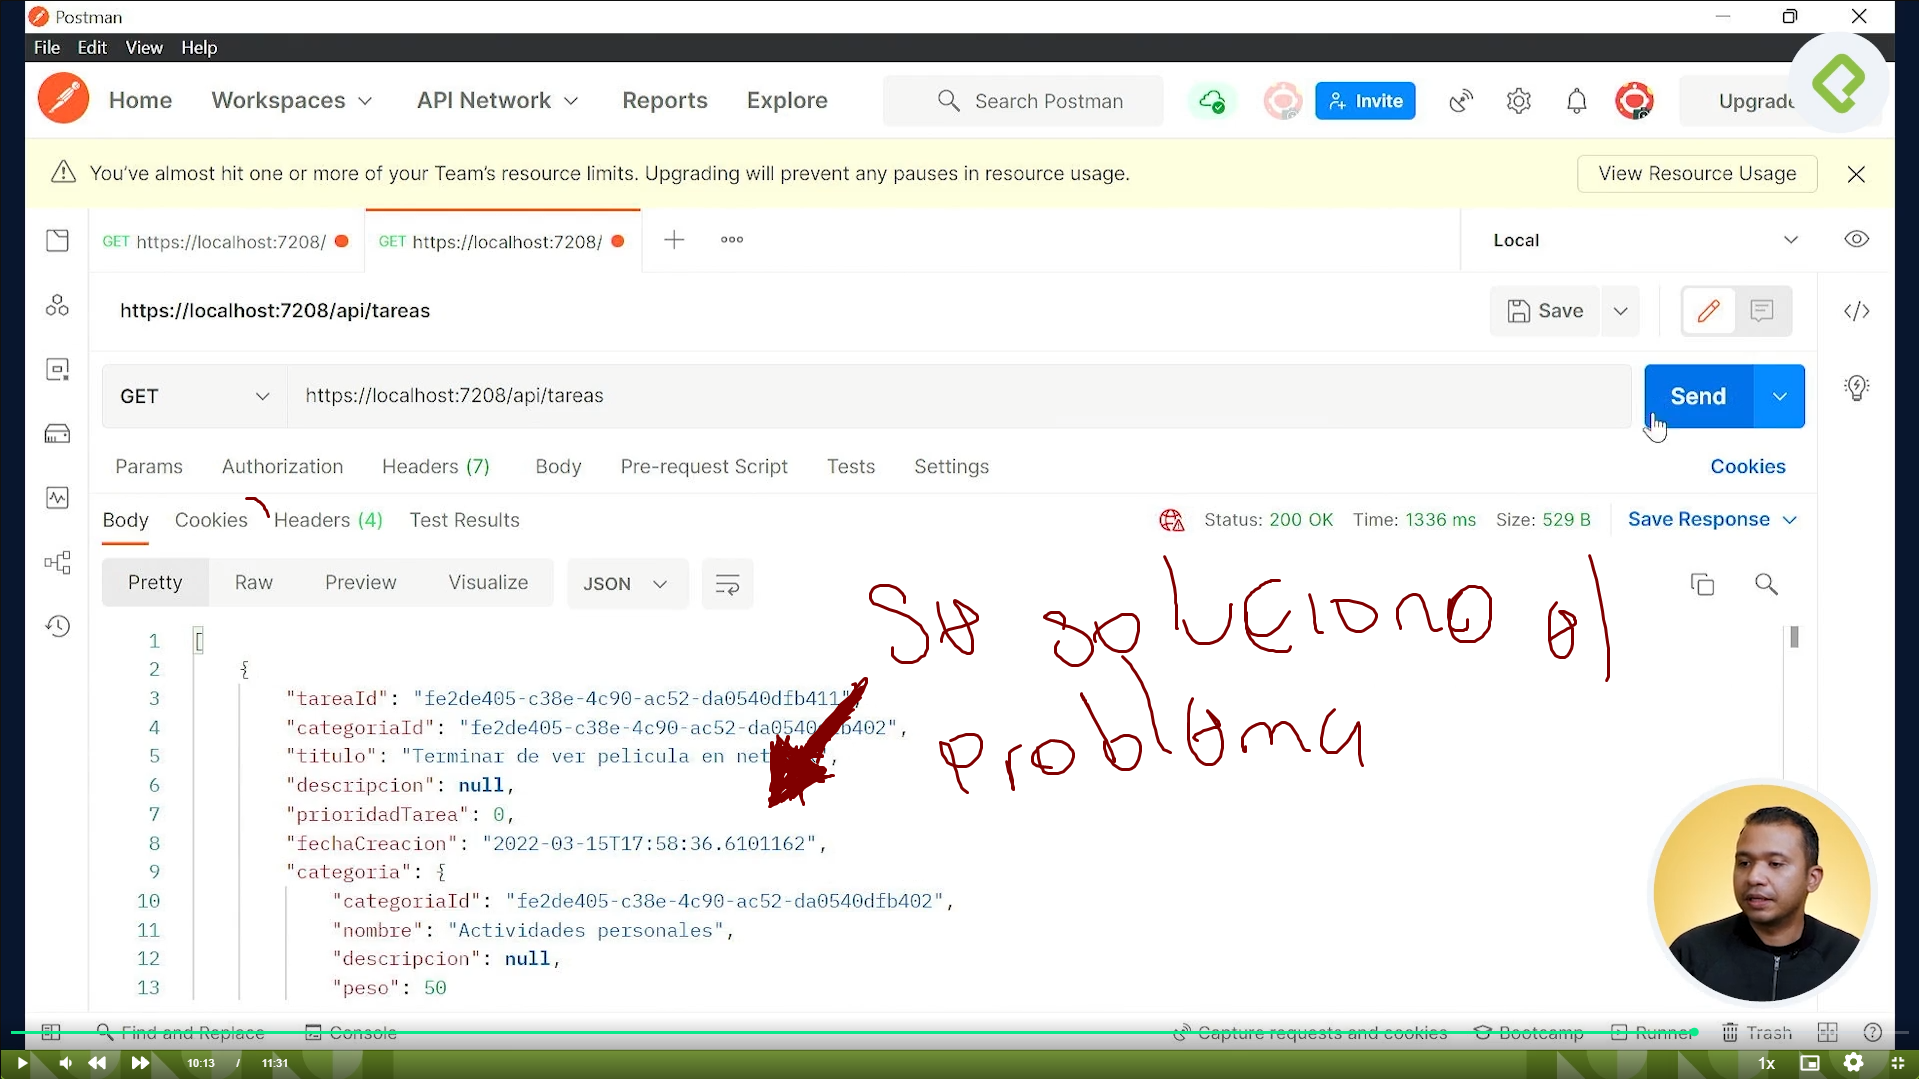 Postman
File Edit View Help
Home Workspaces API Network Reports Explore Search Postman Invite Upgrade
You've almost hit one or more of your Team's resource limits. Upgrading will prevent any pauses in resource usage. View Resource Usage
GET https://localhost:7208/ GET https://localhost:7208/ Local
https://localhost:7208/api/tareas Save
GET https://localhost:7208/api/tareas Send
Params Authorization Headers (7) Body Pre-request Script Tests Settings Cookies
Body Cookies Headers (4) Test Results Status: 200 OK Time: 1336 ms Size: 529 B Save Response
Pretty Raw Preview Visualize JSON
Se soluciono el
problema
1 [
2 {
3 "tareaId": "fe2de405-c38e-4c90-ac52-da0540dfb411",
4 "categoriaId": "fe2de405-c38e-4c90-ac52-da0540dfb402",
5 "titulo": "Terminar de ver pelicula en net
6 "descripcion": null,
7 "prioridadTarea": 0,
8 "fechaCreacion": "2022-03-15T17:58:36.6101162",
9 "categoria": {
10 "categoriaId": "fe2de405-c38e-4c90-ac52-da0540dfb402",
11 "nombre": "Actividades personales",
12 "descripcion": null,
13 "peso": 50
Find and Replace Console Capture requests and cookies Bootcamp Runner Trash
10:13 / 11:31 1x